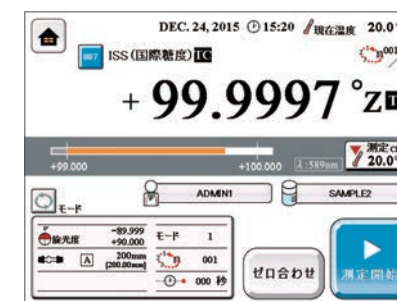 DEC. 24, 2015 15:20 現在温度 20.0°
007 ISS (国際糖度) TC B001
+ 99.9997 °Z
+99.000 +100.000 λ:589nm 測定 20.0°
モード ADMIN1 SAMPLE2
旋光度 -89.999 +90.000 モード 1
A 200mm [200.00mm] B 001
000 秒
ゼロ合わせ 測定開始